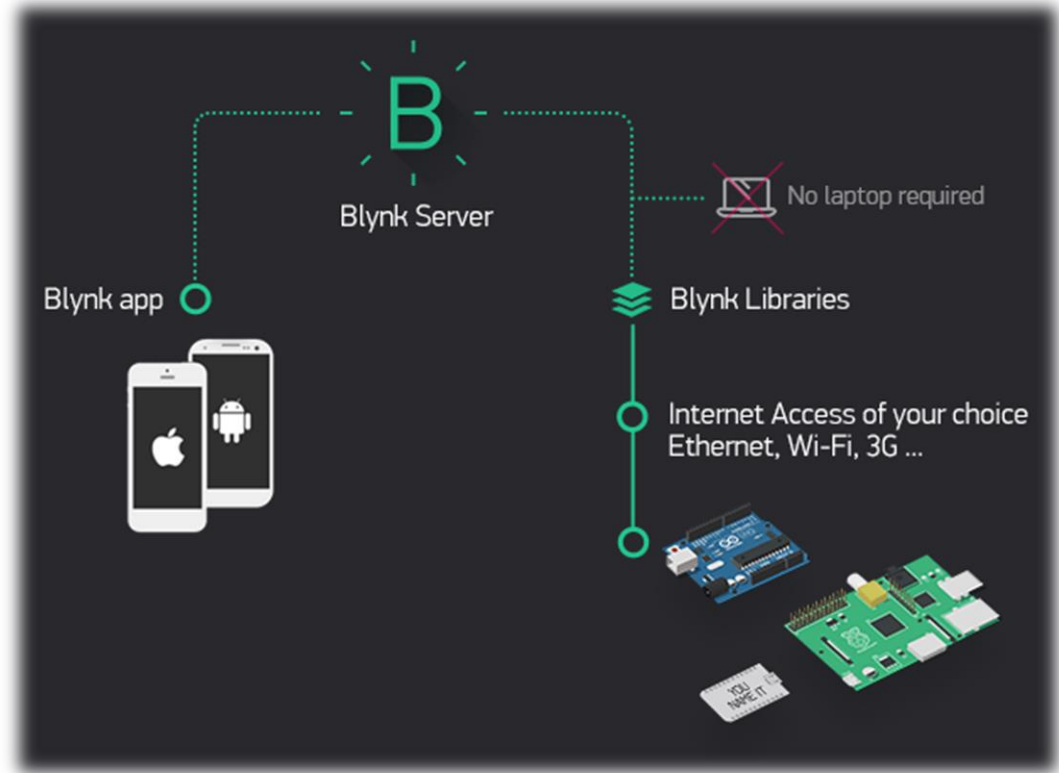 B
Blynk Server
No laptop required
Blynk app
Blynk Libraries
Internet Access of your choice
Ethernet, Wi-Fi, 3G ...
UNO
YOU
NAME IT